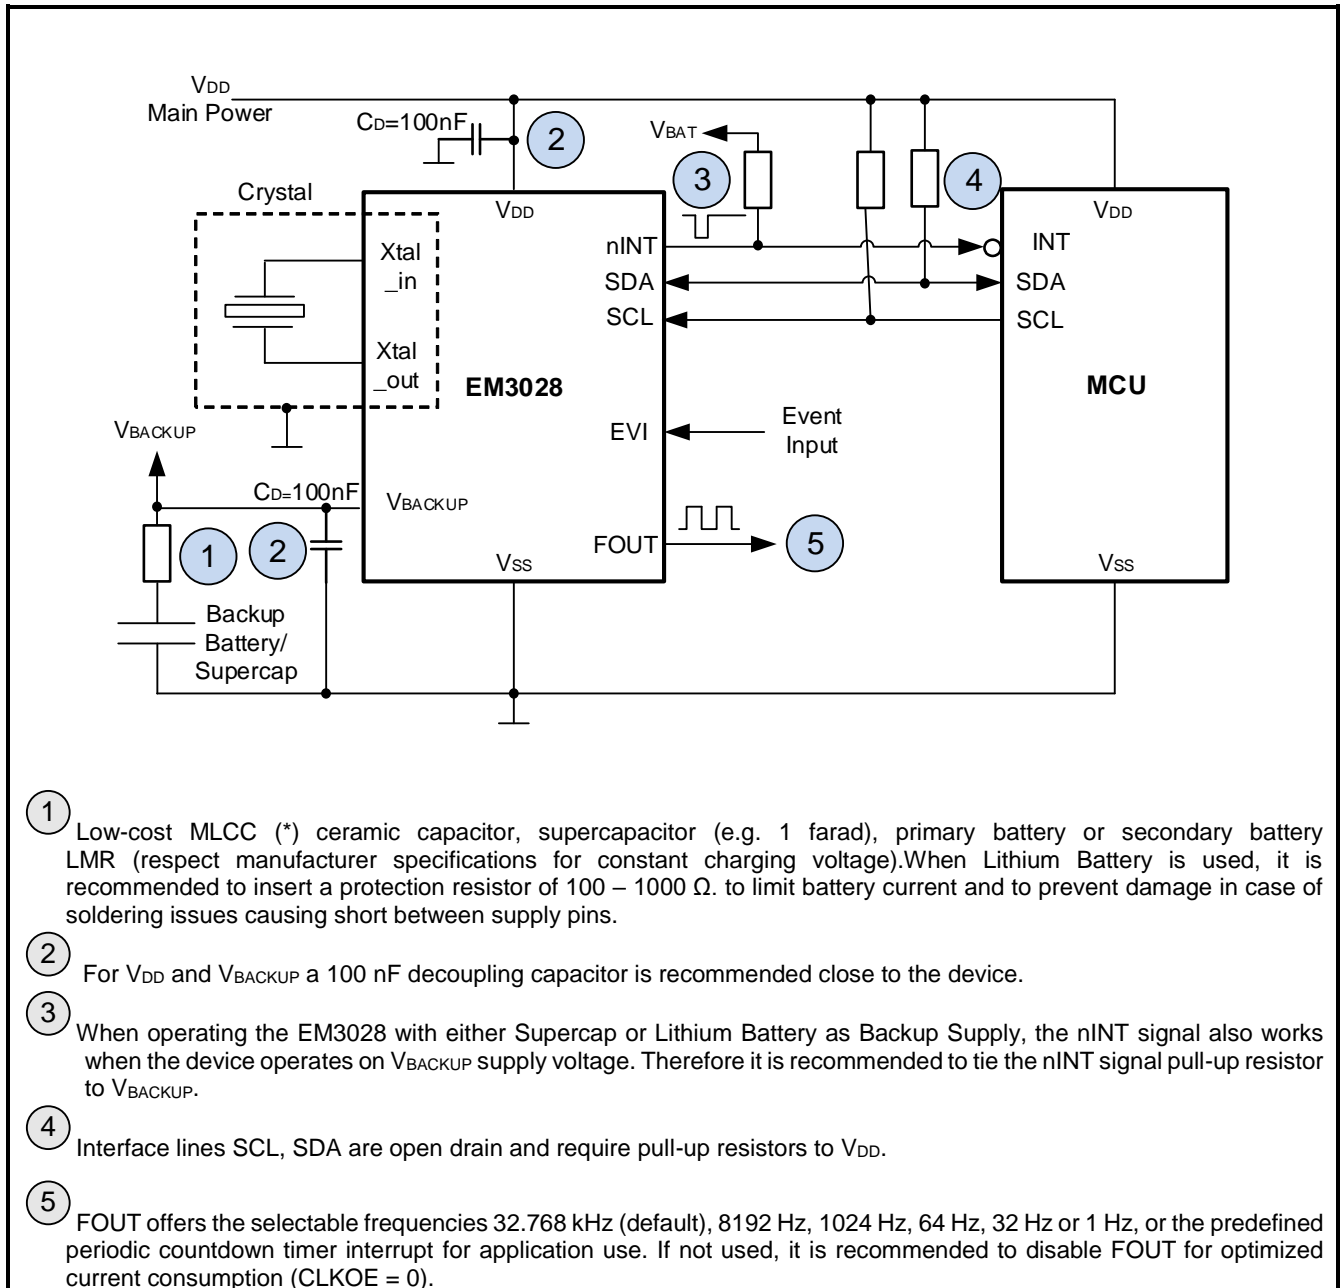 VDD
Main Power
CD=100nF
2
VBAT
3
4
Crystal
VDD
VDD
Xtal
_in
nINT
INT
SDA
SDA
SCL
SCL
Xtal
_out
EM3028
MCU
VBACKUP
EVI
Event
Input
CD=100nF
VBACKUP
1
2
FOUT
5
VSS
VSS
Backup
Battery/
Supercap
1
Low-cost MLCC (*) ceramic capacitor, supercapacitor (e.g. 1 farad), primary battery or secondary battery
LMR (respect manufacturer specifications for constant charging voltage).When Lithium Battery is used, it is
recommended to insert a protection resistor of 100 – 1000 Ω. to limit battery current and to prevent damage in case of
soldering issues causing short between supply pins.
2
For VDD and VBACKUP a 100 nF decoupling capacitor is recommended close to the device.
3
When operating the EM3028 with either Supercap or Lithium Battery as Backup Supply, the nINT signal also works
when the device operates on VBACKUP supply voltage. Therefore it is recommended to tie the nINT signal pull-up resistor
to VBACKUP.
4
Interface lines SCL, SDA are open drain and require pull-up resistors to VDD.
5
FOUT offers the selectable frequencies 32.768 kHz (default), 8192 Hz, 1024 Hz, 64 Hz, 32 Hz or 1 Hz, or the predefined
periodic countdown timer interrupt for application use. If not used, it is recommended to disable FOUT for optimized
current consumption (CLKOE = 0).